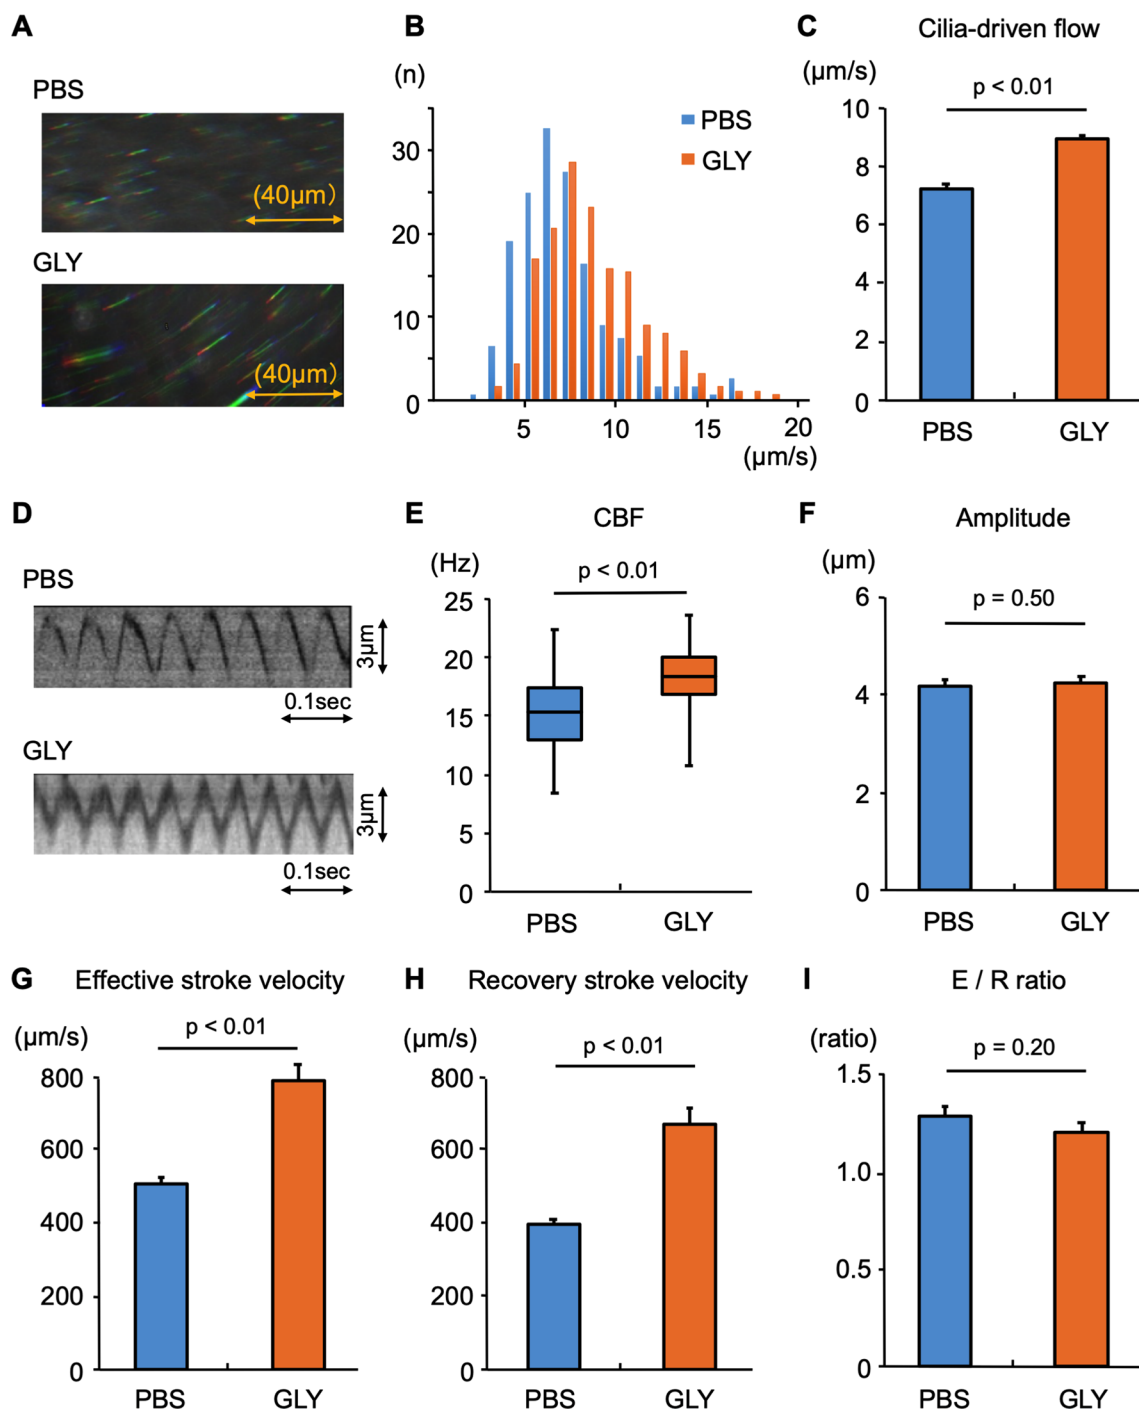 A
PBS
(40μm)
GLY
(40μm)
B
(n)
PBS
GLY
30
20
10
0
5
10
15
20
(μm/s)
C
Cilia-driven flow
(μm/s)
p < 0.01
10
8
6
4
2
0
PBS
GLY
D
PBS
3μm
0.1sec
GLY
3μm
0.1sec
E
CBF
(Hz)
p < 0.01
25
20
15
10
5
0
PBS
GLY
F
Amplitude
(μm)
p = 0.50
6
4
2
0
PBS
GLY
G
Effective stroke velocity
(μm/s)
p < 0.01
800
600
400
200
0
PBS
GLY
H
Recovery stroke velocity
(μm/s)
p < 0.01
800
600
400
200
0
PBS
GLY
I
E / R ratio
(ratio)
p = 0.20
1.5
1.0
0.5
0
PBS
GLY